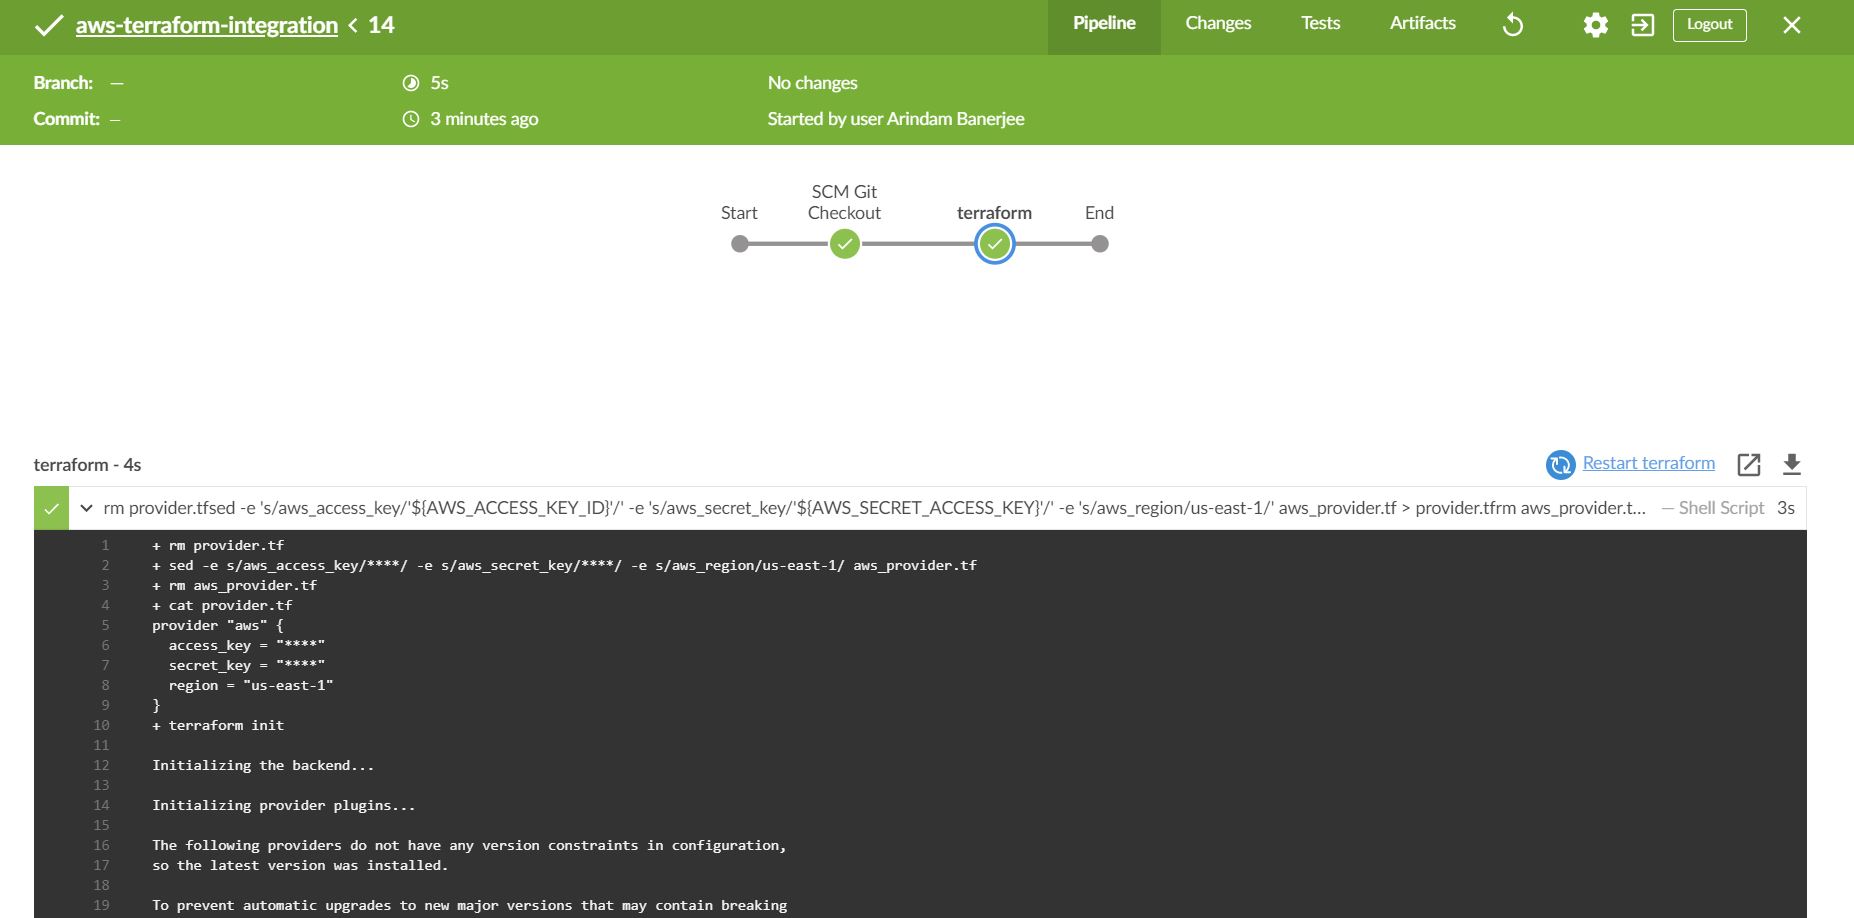 aws-terraform-integration < 14
Pipeline Changes Tests Artifacts Logout
Branch: — 5s No changes
Commit: — 3 minutes ago Started by user Arindam Banerjee
SCM Git
Start Checkout terraform End
terraform - 4s Restart terraform
rm provider.tfsed -e 's/aws_access_key/'${AWS_ACCESS_KEY_ID}'/' -e 's/aws_secret_key/'${AWS_SECRET_ACCESS_KEY}'/' -e 's/aws_region/us-east-1/' aws_provider.tf > provider.tfrm aws_provider.t... — Shell Script 3s
1 + rm provider.tf
2 + sed -e s/aws_access_key/****/ -e s/aws_secret_key/****/ -e s/aws_region/us-east-1/ aws_provider.tf
3 + rm aws_provider.tf
4 + cat provider.tf
5 provider "aws" {
6 access_key = "****"
7 secret_key = "****"
8 region = "us-east-1"
9 }
10 + terraform init
11
12 Initializing the backend...
13
14 Initializing provider plugins...
15
16 The following providers do not have any version constraints in configuration,
17 so the latest version was installed.
18
19 To prevent automatic upgrades to new major versions that may contain breaking